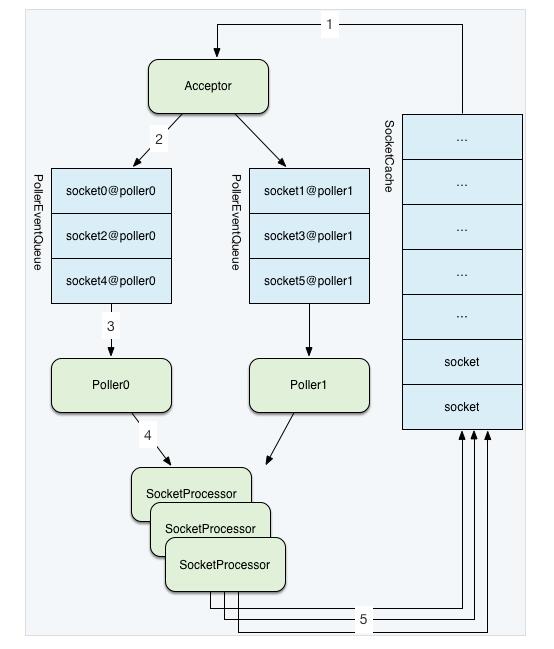 1
Acceptor
2
SocketCache
...
...
...
...
...
socket
socket
PollerEventQueue
socket0@poller0
socket2@poller0
socket4@poller0
PollerEventQueue
socket1@poller1
socket3@poller1
socket5@poller1
3
Poller0
Poller1
4
SocketProcessor
SocketProcessor
SocketProcessor
5